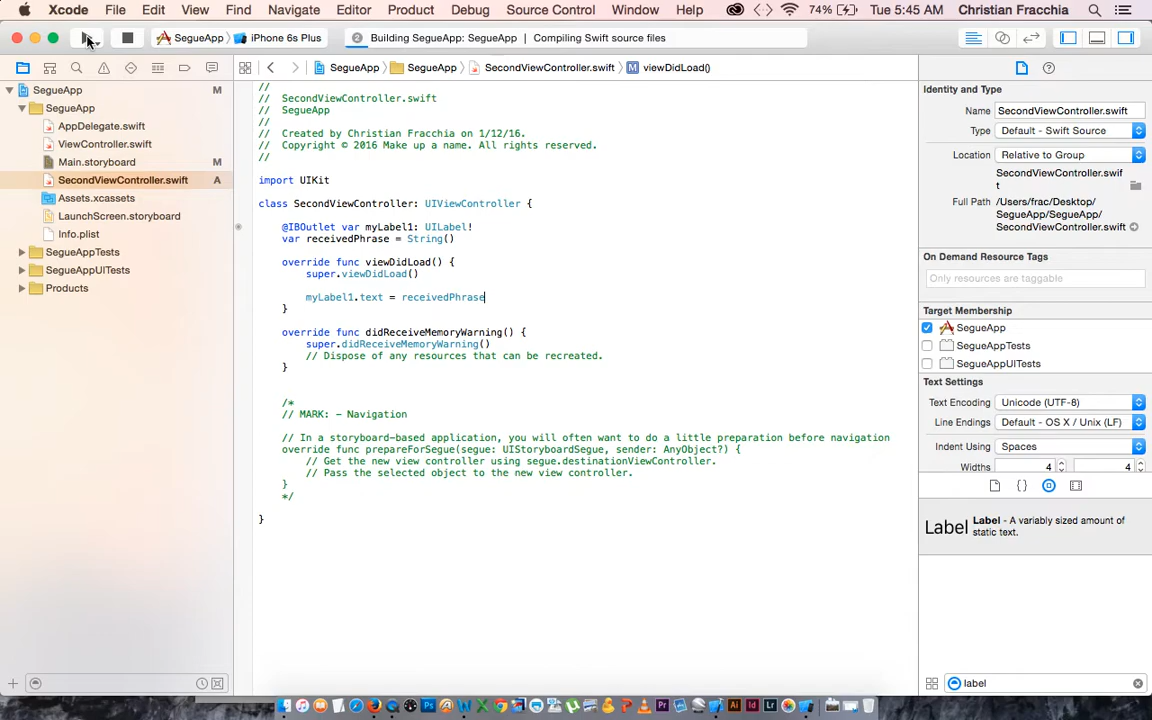 Xcode File Edit View Find Navigate Editor Product Debug Source Control Window Help 74% Tue 5:45 AM Christian Fracchia
SegueApp iPhone 6s Plus 2 Building SegueApp: SegueApp | Compiling Swift source files
SegueApp SegueApp SecondViewController.swift M viewDidLoad()
SegueApp M
SegueApp
AppDelegate.swift
ViewController.swift
Main.storyboard M
SecondViewController.swift A
Assets.xcassets
LaunchScreen.storyboard
Info.plist
SegueAppTests
SegueAppUITests
Products
//
// SecondViewController.swift
// SegueApp
//
// Created by Christian Fracchia on 1/12/16.
// Copyright © 2016 Make up a name. All rights reserved.
//
import UIKit
class SecondViewController: UIViewController {
@IBOutlet var myLabel1: UILabel!
var receivedPhrase = String()
override func viewDidLoad() {
super.viewDidLoad()
myLabel1.text = receivedPhrase
}
override func didReceiveMemoryWarning() {
super.didReceiveMemoryWarning()
// Dispose of any resources that can be recreated.
}
/*
// MARK: - Navigation
// In a storyboard-based application, you will often want to do a little preparation before navigation
override func prepareForSegue(segue: UIStoryboardSegue, sender: AnyObject?) {
// Get the new view controller using segue.destinationViewController.
// Pass the selected object to the new view controller.
}
*/
}
Identity and Type
Name SecondViewController.swift
Type Default - Swift Source
Location Relative to Group
SecondViewController.swif
t
Full Path /Users/frac/Desktop/
SegueApp/SegueApp/
SecondViewController.swift
On Demand Resource Tags
Only resources are taggable
Target Membership
SegueApp
SegueAppTests
SegueAppUITests
Text Settings
Text Encoding Unicode (UTF-8)
Line Endings Default - OS X / Unix (LF)
Indent Using Spaces
Widths 4 4
{}
Label Label - A variably sized amount of
static text.
label